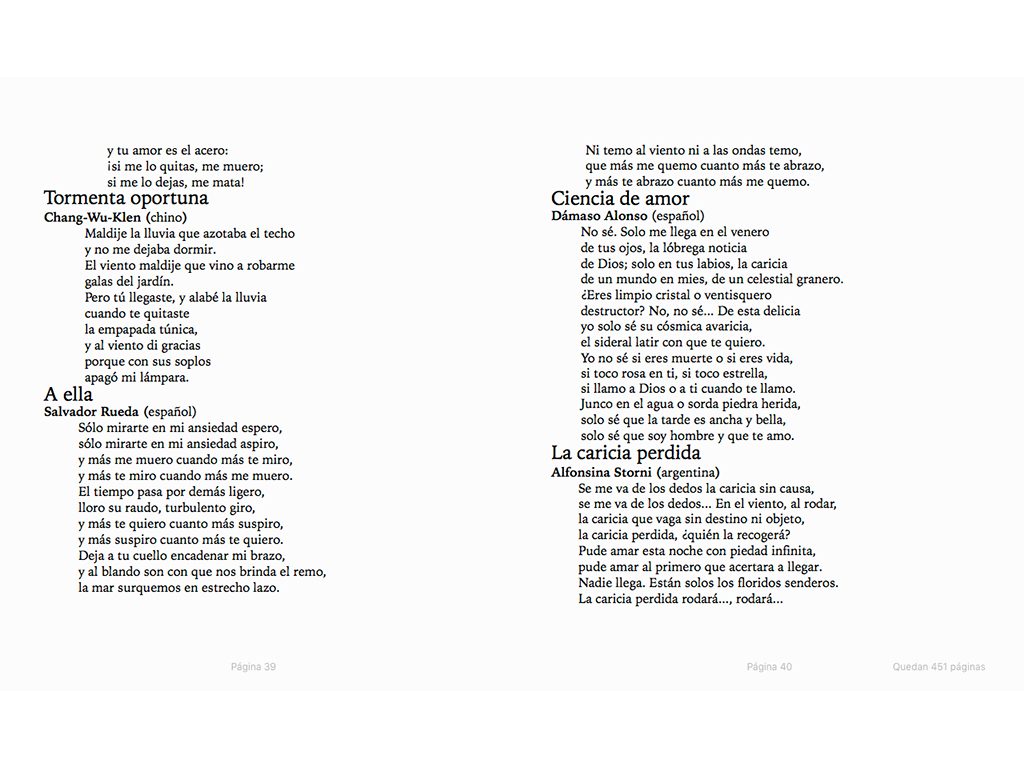 y tu amor es el acero:
¡si me lo quitas, me muero;
si me lo dejas, me mata!
Tormenta oportuna
Chang-Wu-Klen (chino)
Maldije la lluvia que azotaba el techo
y no me dejaba dormir.
El viento maldije que vino a robarme
galas del jardín.
Pero tú llegaste, y alabé la lluvia
cuando te quitaste
la empapada túnica,
y al viento di gracias
porque con sus soplos
apagó mi lámpara.
A ella
Salvador Rueda (español)
Sólo mirarte en mi ansiedad espero,
sólo mirarte en mi ansiedad aspiro,
y más me muero cuando más te miro,
y más te miro cuando más me muero.
El tiempo pasa por demás ligero,
lloro su raudo, turbulento giro,
y más te quiero cuanto más suspiro,
y más suspiro cuanto más te quiero.
Deja a tu cuello encadenar mi brazo,
y al blando son con que nos brinda el remo,
la mar surquemos en estrecho lazo.
Página 39
Ni temo al viento ni a las ondas temo,
que más me quemo cuanto más te abrazo,
y más te abrazo cuanto más me quemo.
Ciencia de amor
Dámaso Alonso (español)
No sé. Solo me llega en el venero
de tus ojos, la lóbrega noticia
de Dios; solo en tus labios, la caricia
de un mundo en mies, de un celestial granero.
¿Eres limpio cristal o ventisquero
destructor? No, no sé... De esta delicia
yo solo sé su cósmica avaricia,
el sideral latir con que te quiero.
Yo no sé si eres muerte o si eres vida,
si toco rosa en ti, si toco estrella,
si llamo a Dios o a ti cuando te llamo.
Junco en el agua o sorda piedra herida,
solo sé que la tarde es ancha y bella,
solo sé que soy hombre y que te amo.
La caricia perdida
Alfonsina Storni (argentina)
Se me va de los dedos la caricia sin causa,
se me va de los dedos... En el viento, al rodar,
la caricia que vaga sin destino ni objeto,
la caricia perdida, ¿quién la recogerá?
Pude amar esta noche con piedad infinita,
pude amar al primero que acertara a llegar.
Nadie llega. Están solos los floridos senderos.
La caricia perdida rodará..., rodará...
Página 40
Quedan 451 páginas